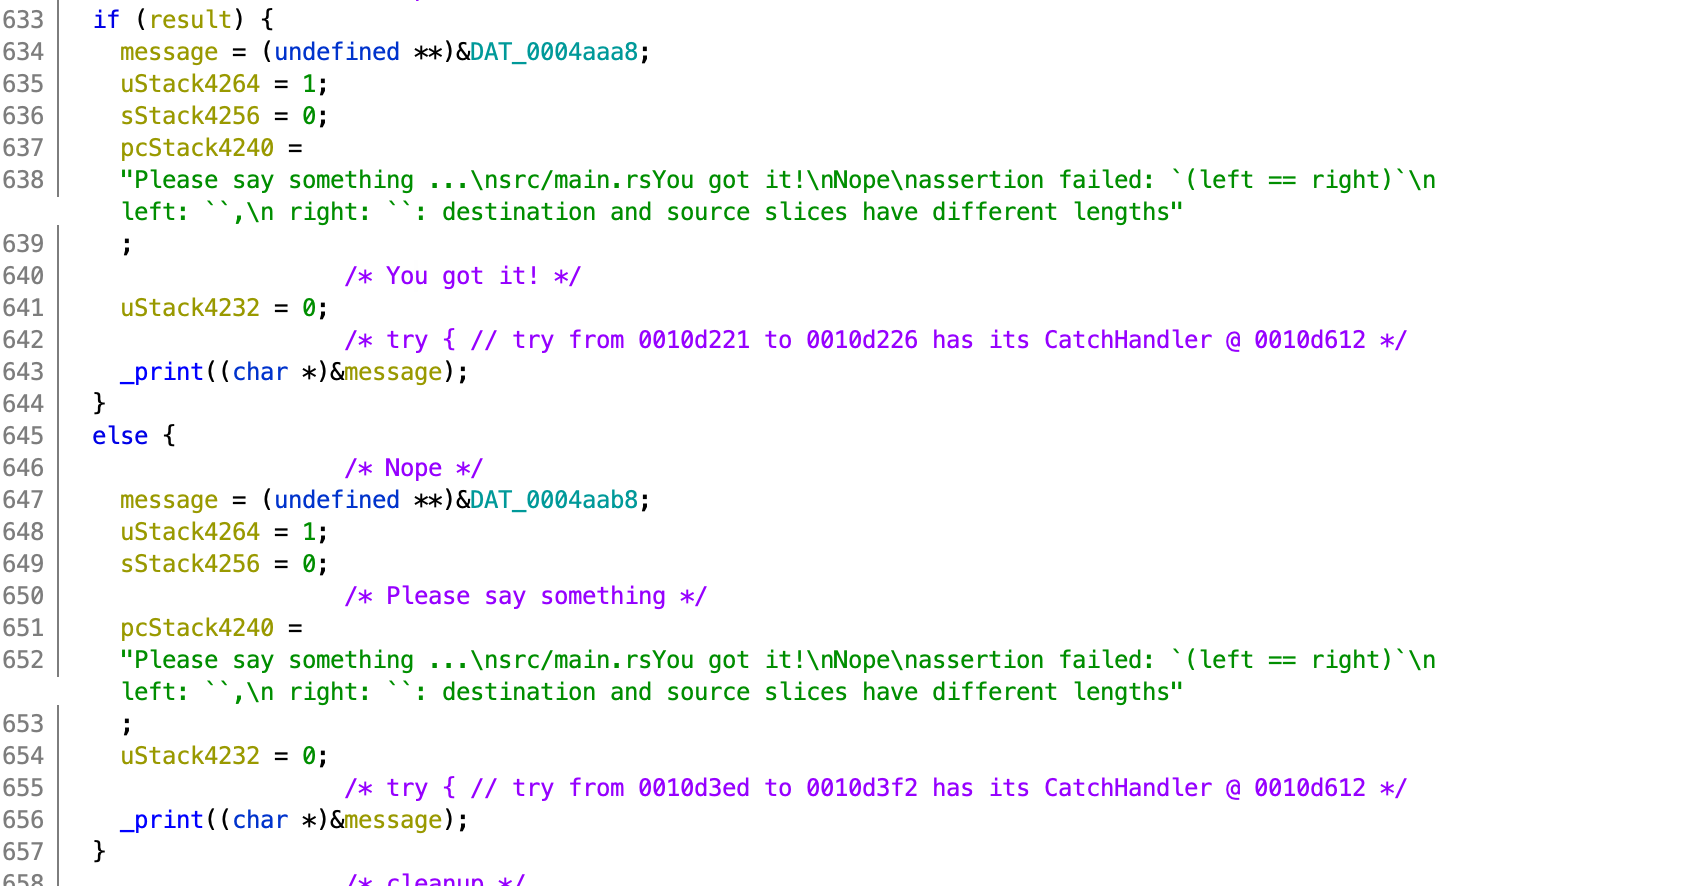 633 if (result) {
634 message = (undefined **)&DAT_0004aaa8;
635 uStack4264 = 1;
636 sStack4256 = 0;
637 pcStack4240 =
638 "Please say something ...\nsrc/main.rsYou got it!\nNope\nassertion failed: `(left == right)`\n
left: ``,\n right: ``: destination and source slices have different lengths"
639 ;
640 /* You got it! */
641 uStack4232 = 0;
642 /* try { // try from 0010d221 to 0010d226 has its CatchHandler @ 0010d612 */
643 _print((char *)&message);
644 }
645 else {
646 /* Nope */
647 message = (undefined **)&DAT_0004aab8;
648 uStack4264 = 1;
649 sStack4256 = 0;
650 /* Please say something */
651 pcStack4240 =
652 "Please say something ...\nsrc/main.rsYou got it!\nNope\nassertion failed: `(left == right)`\n
left: ``,\n right: ``: destination and source slices have different lengths"
653 ;
654 uStack4232 = 0;
655 /* try { // try from 0010d3ed to 0010d3f2 has its CatchHandler @ 0010d612 */
656 _print((char *)&message);
657 }
658 /* cleanup */